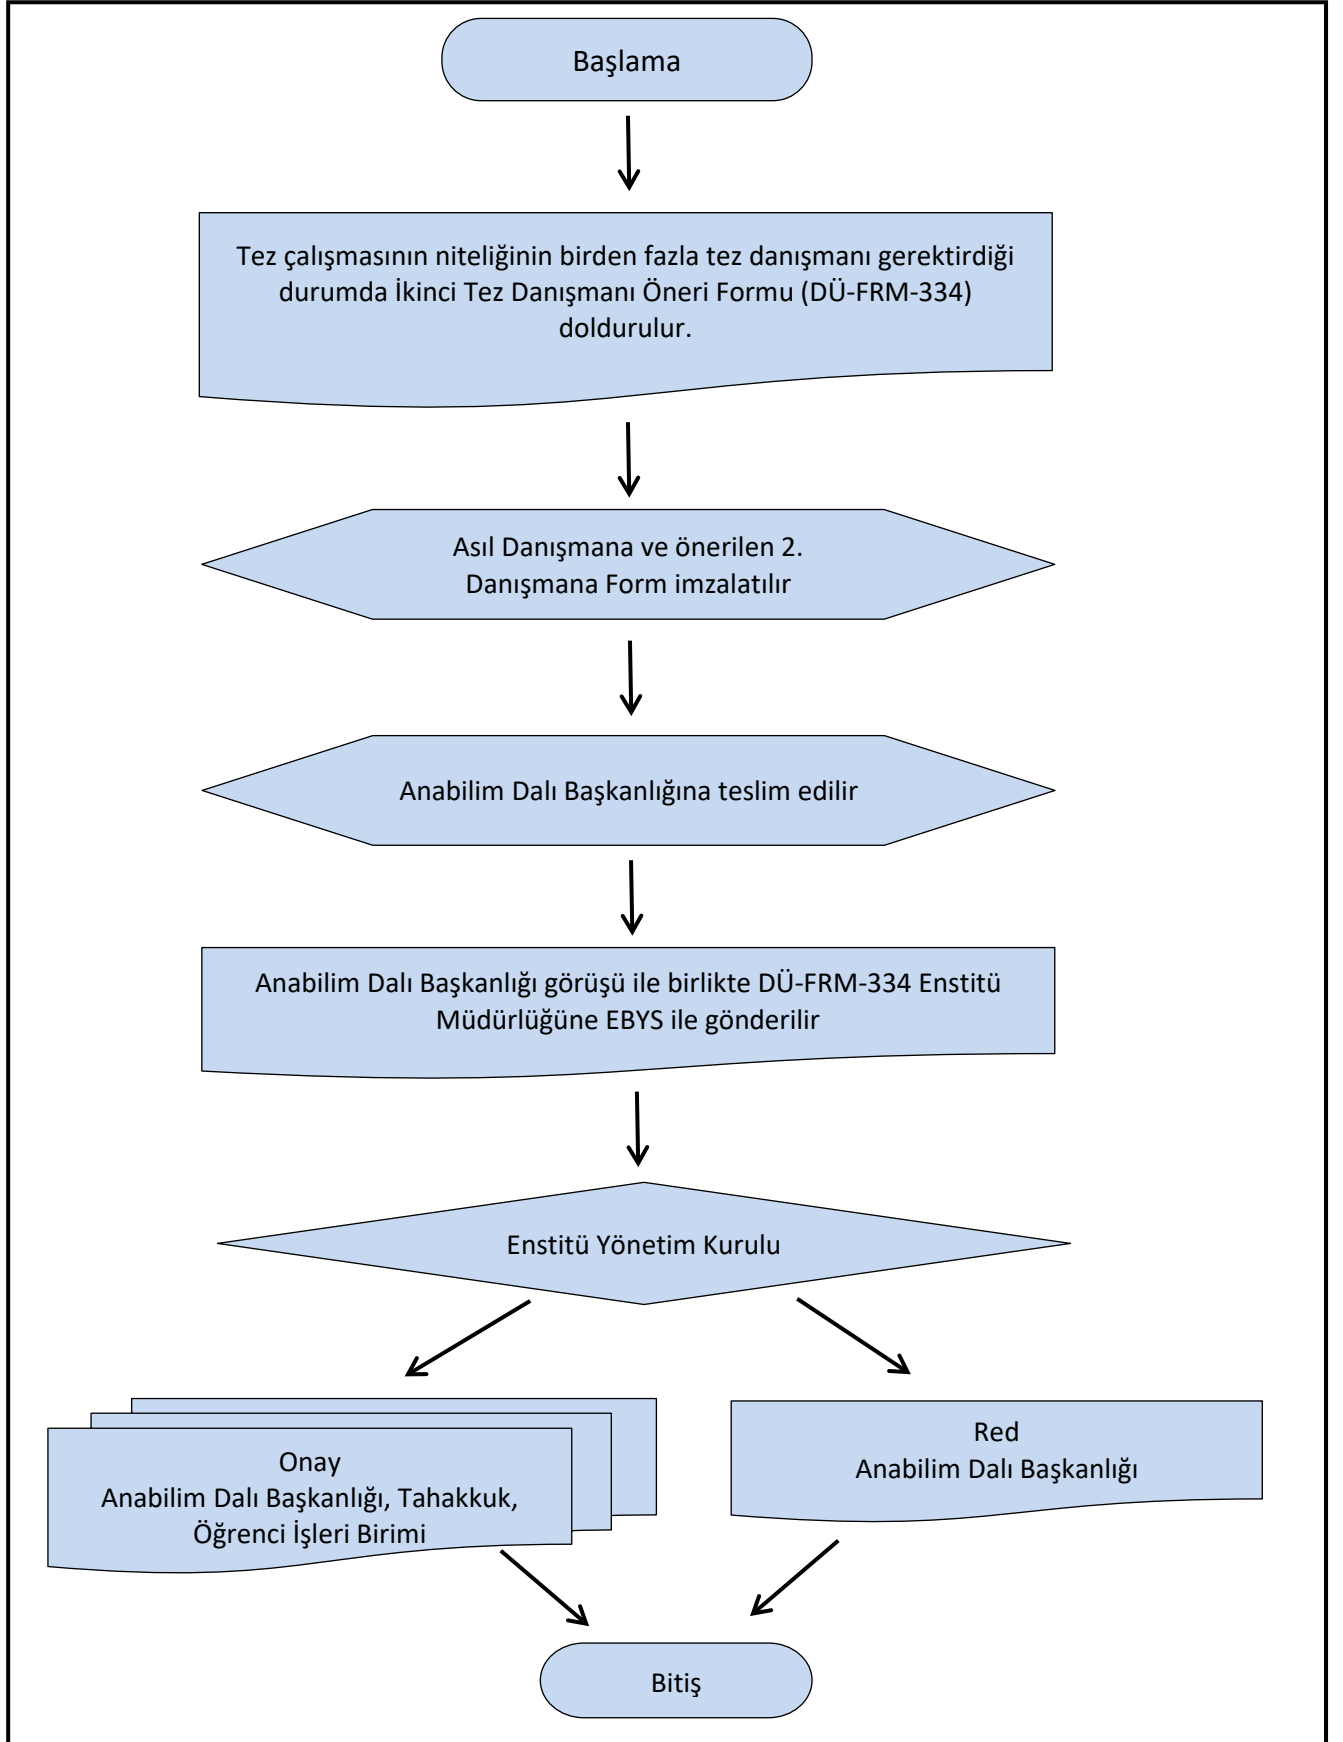 Başlama
Tez çalışmasının niteliğinin birden fazla tez danışmanı gerektirdiği
durumda İkinci Tez Danışmanı Öneri Formu (DÜ-FRM-334)
doldurulur.
Asıl Danışmana ve önerilen 2.
Danışmana Form imzalatılır
Anabilim Dalı Başkanlığına teslim edilir
Anabilim Dalı Başkanlığı görüşü ile birlikte DÜ-FRM-334 Enstitü
Müdürlüğüne EBYS ile gönderilir
Enstitü Yönetim Kurulu
Onay
Anabilim Dalı Başkanlığı, Tahakkuk,
Öğrenci İşleri Birimi
Red
Anabilim Dalı Başkanlığı
Bitiş